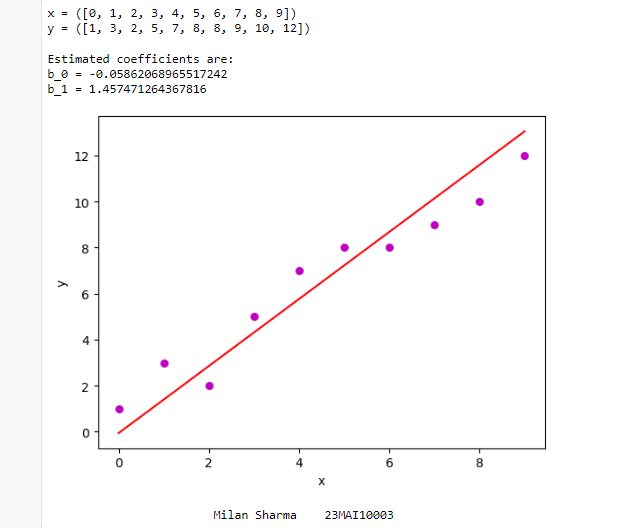 x = ([0, 1, 2, 3, 4, 5, 6, 7, 8, 9])
y = ([1, 3, 2, 5, 7, 8, 8, 9, 10, 12])
Estimated coefficients are:
b_0 = -0.05862068965517242
b_1 = 1.457471264367816
12
10
8
6
4
2
0
y
0 2 4 6 8
x
Milan Sharma 23MAI10003